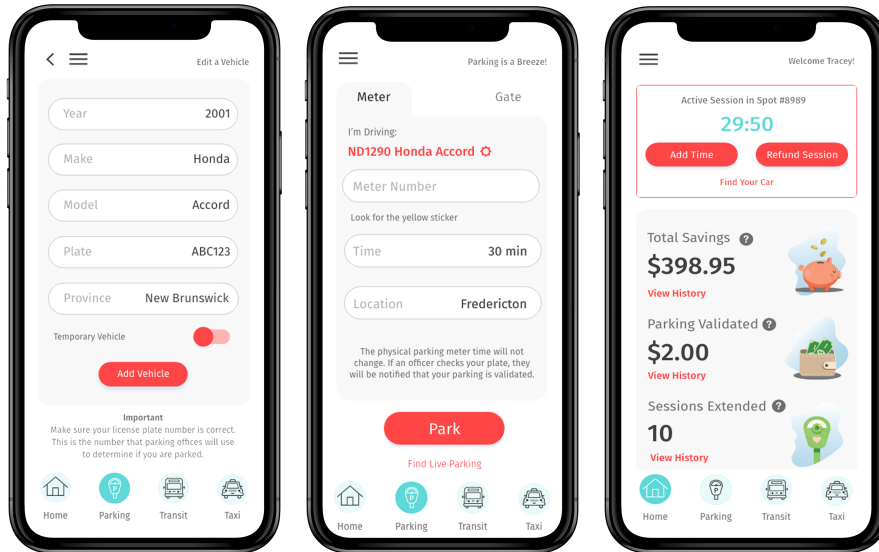 Edit a Vehicle
Year 2001
Make Honda
Model Accord
Plate ABC123
Province New Brunswick
Temporary Vehicle
Add Vehicle
Important
Make sure your license plate number is correct.
This is the number that parking offices will use
to determine if you are parked.
Home Parking Transit Taxi
Parking is a Breeze!
Meter Gate
I'm Driving:
ND1290 Honda Accord
Meter Number
Look for the yellow sticker
Time 30 min
Location Fredericton
The physical parking meter time will not
change. If an officer checks your plate, they
will be notified that your parking is validated.
Park
Find Live Parking
Home Parking Transit Taxi
Welcome Tracey!
Active Session in Spot #8989
29:50
Add Time Refund Session
Find Your Car
Total Savings ?
$398.95
View History
Parking Validated ?
$2.00
View History
Sessions Extended ?
10
View History
Home Parking Transit Taxi